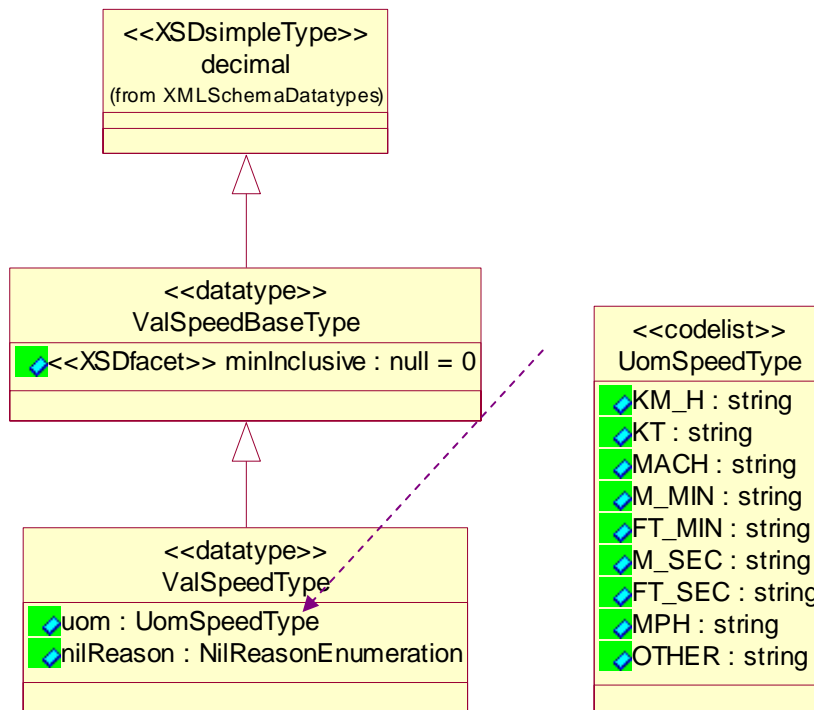 <<XSDsimpleType>>
decimal
(from XMLSchemaDatatypes)
<<datatype>>
ValSpeedBaseType
<<XSDfacet>> minInclusive : null = 0
<<datatype>>
ValSpeedType
uom : UomSpeedType
nilReason : NilReasonEnumeration
<<codelist>>
UomSpeedType
KM_H : string
KT : string
MACH : string
M_MIN : string
FT_MIN : string
M_SEC : string
FT_SEC : string
MPH : string
OTHER : string